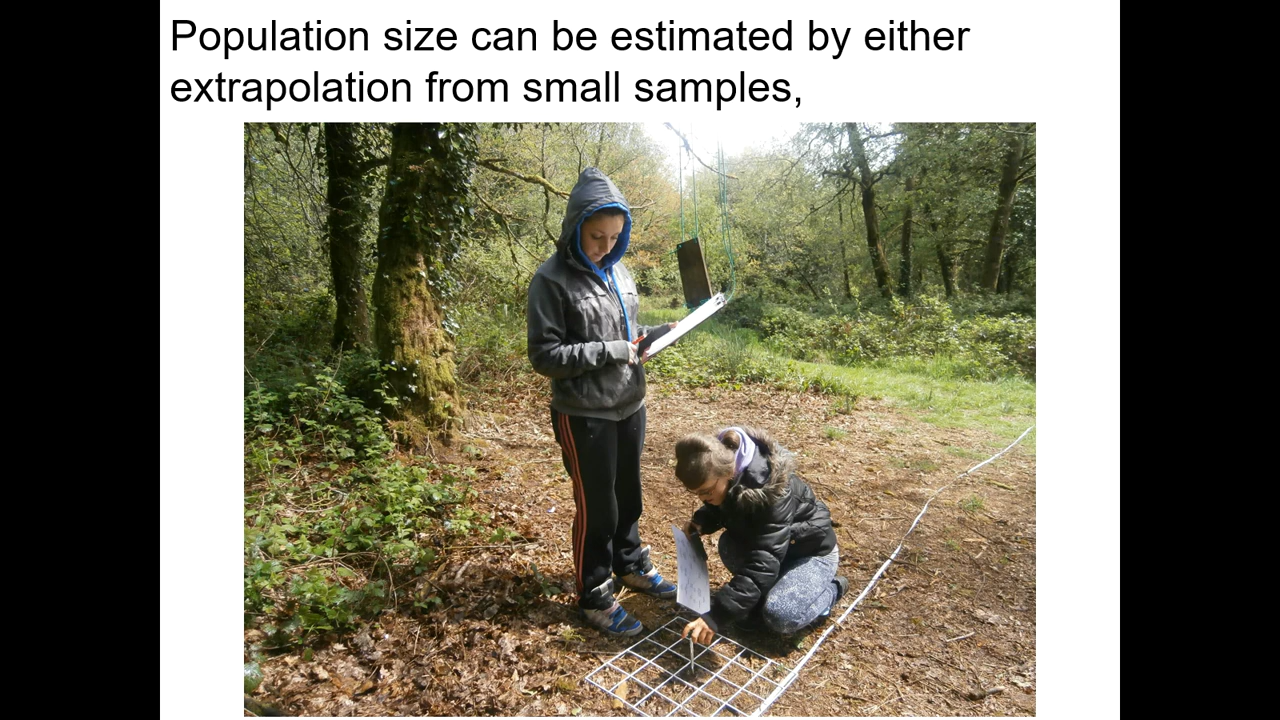 Population size can be estimated by either
extrapolation from small samples,